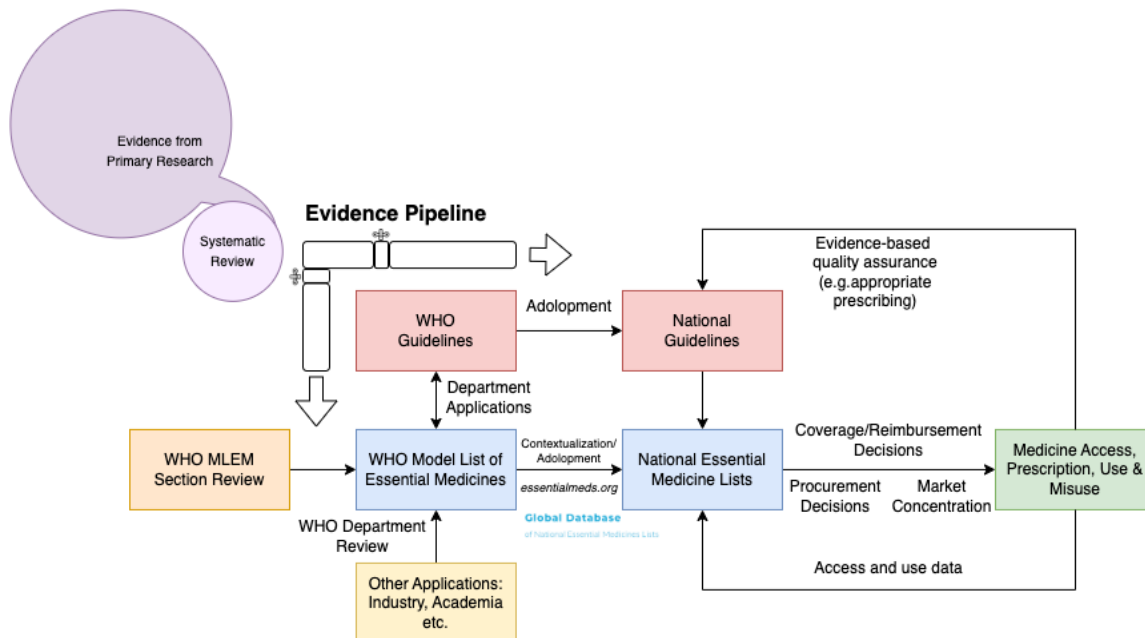 Evidence from
Primary Research
Systematic
Review
Evidence Pipeline
Evidence-based
quality assurance
(e.g.appropriate
prescribing)
WHO
Guidelines
Adolopment
National
Guidelines
Department
Applications
WHO MLEM
Section Review
WHO Model List of
Essential Medicines
Contextualization/
Adolopment
essentialmeds.org
Global Database
of National Essential Medicines Lists
National Essential
Medicine Lists
Coverage/Reimbursement
Decisions
Procurement
Decisions
Market
Concentration
Medicine Access,
Prescription, Use &
Misuse
WHO Department
Review
Other Applications:
Industry, Academia
etc.
Access and use data